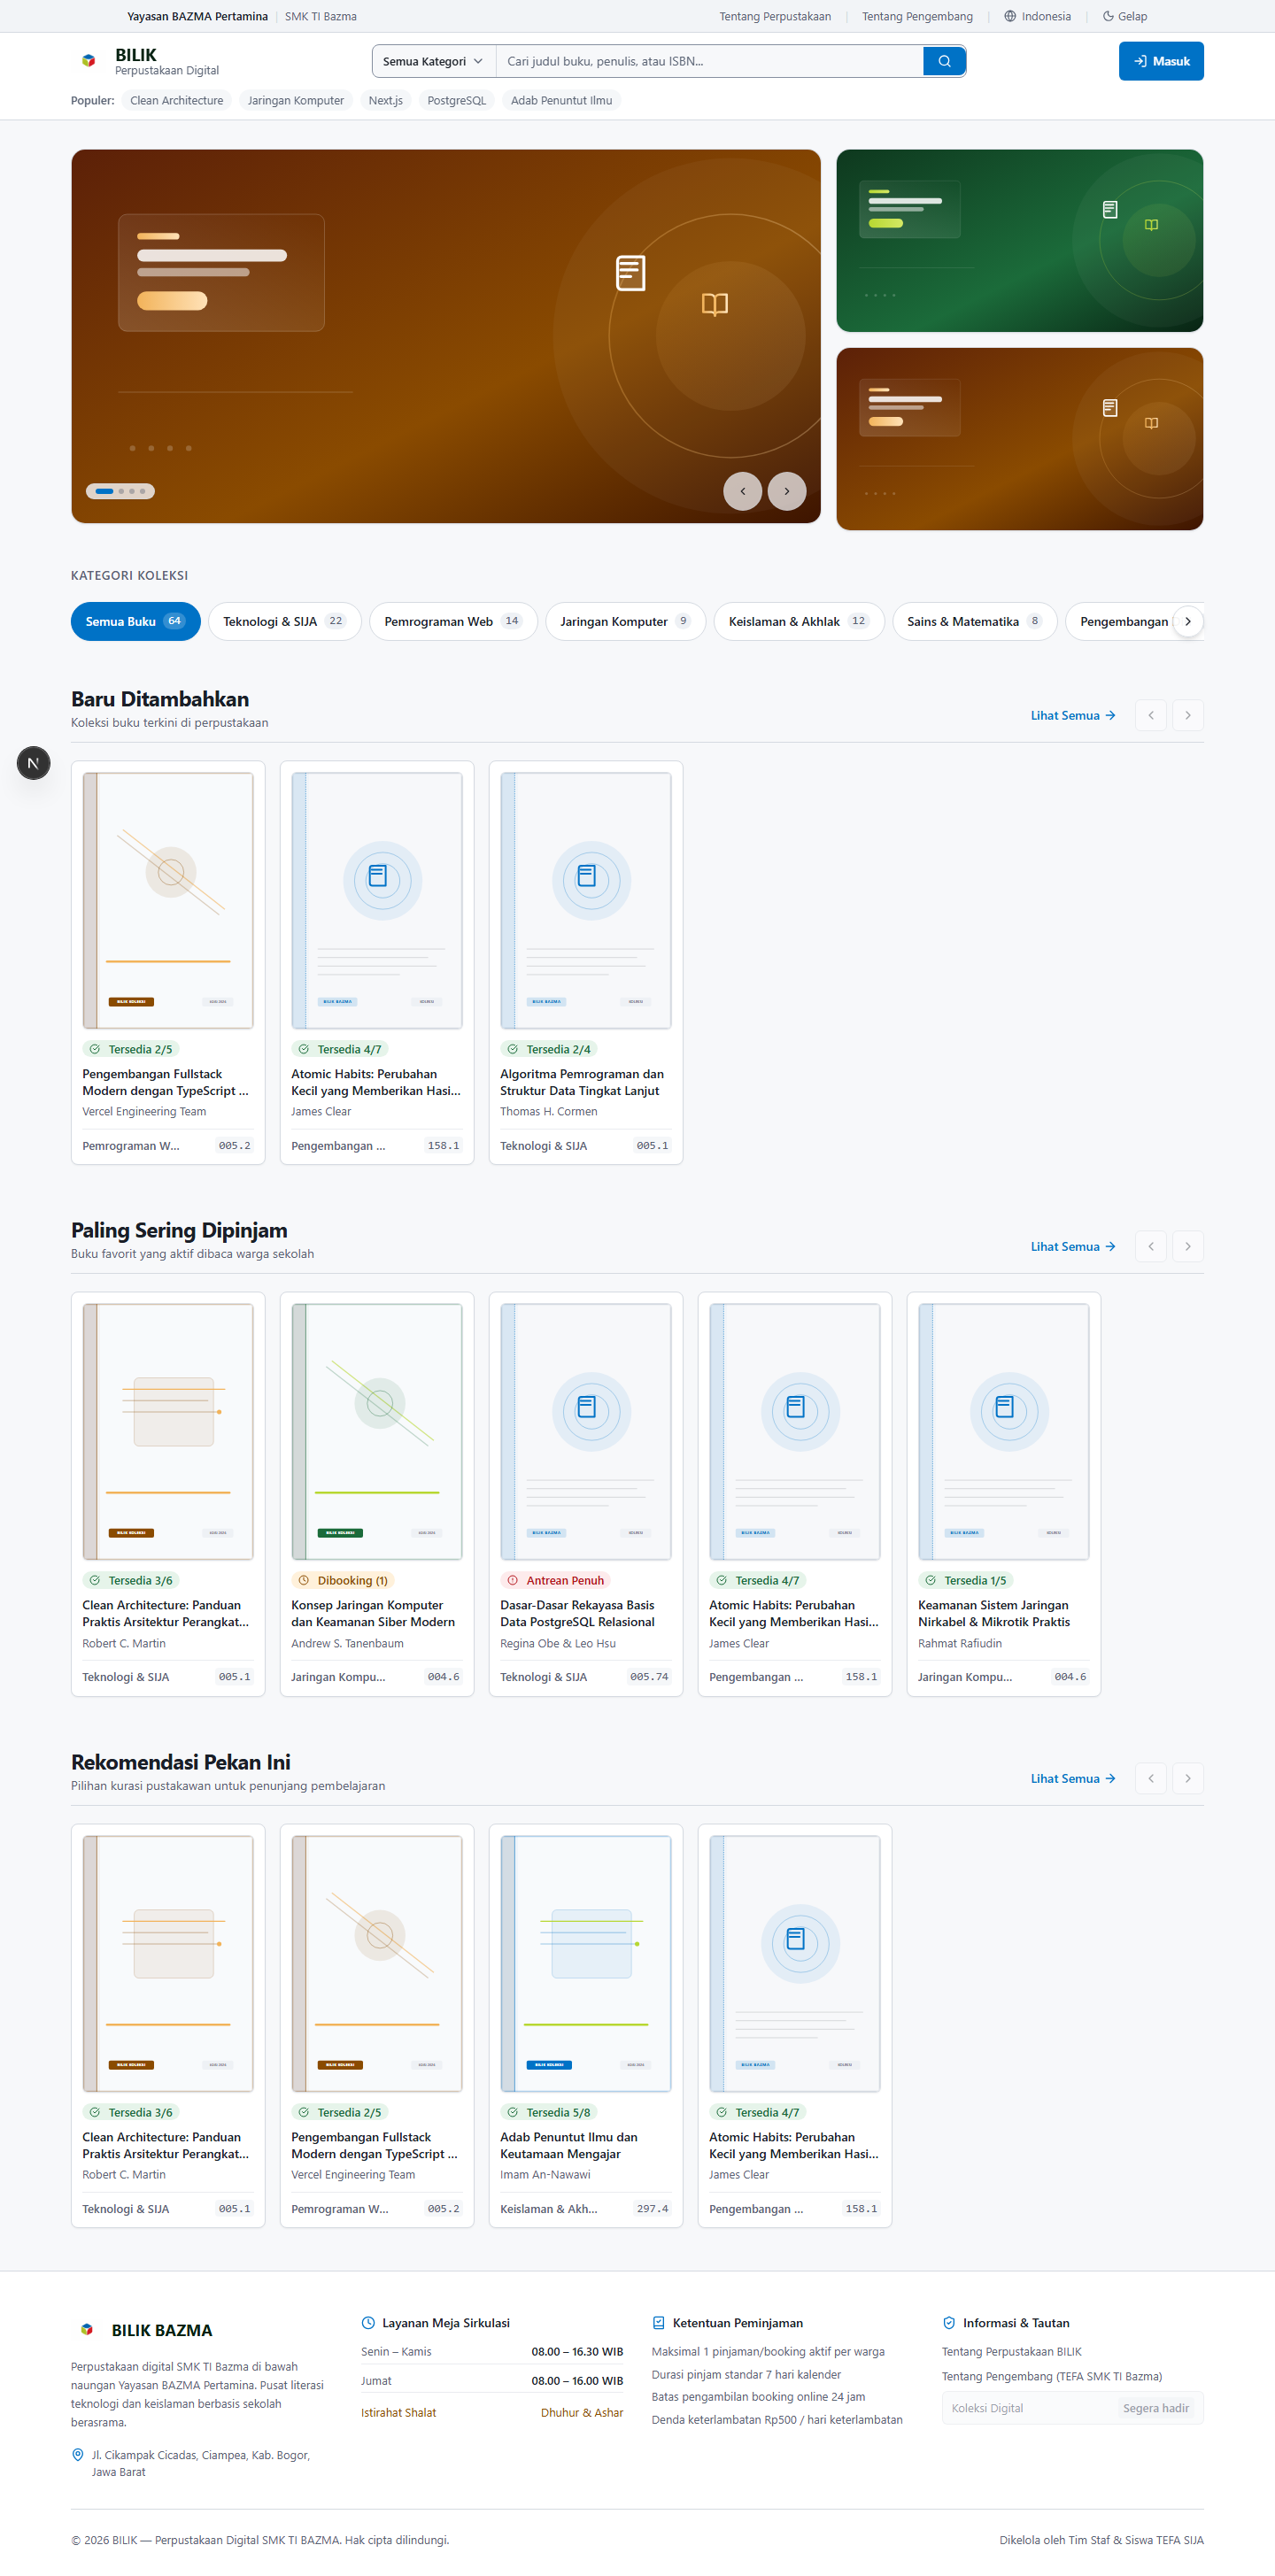 Yayasan BAZMA Pertamina | SMK TI Bazma
Tentang Perpustakaan | Tentang Pengembang | Indonesia | Gelap
BILIK
Perpustakaan Digital
Semua Kategori
Cari judul buku, penulis, atau ISBN...
Masuk
Populer: Clean Architecture Jaringan Komputer Next.js PostgreSQL Adab Penuntut Ilmu
KATEGORI KOLEKSI
Semua Buku 64 Teknologi & SIJA 22 Pemrograman Web 14 Jaringan Komputer 9 Keislaman & Akhlak 12 Sains & Matematika 8 Pengembangan
Baru Ditambahkan
Koleksi buku terkini di perpustakaan
Lihat Semua
N
BILIK BAZMA
BILIK BAZMA
Tersedia 2/5
Pengembangan Fullstack
Modern dengan TypeScript ...
Vercel Engineering Team
Pemrograman W... 005.2
Tersedia 4/7
Atomic Habits: Perubahan
Kecil yang Memberikan Hasi...
James Clear
Pengembangan ... 158.1
Tersedia 2/4
Algoritma Pemrograman dan
Struktur Data Tingkat Lanjut
Thomas H. Cormen
Teknologi & SIJA 005.1
Paling Sering Dipinjam
Buku favorit yang aktif dibaca warga sekolah
Lihat Semua
BILIK BAZMA
BILIK BAZMA
BILIK BAZMA
Tersedia 3/6
Clean Architecture: Panduan
Praktis Arsitektur Perangkat...
Robert C. Martin
Teknologi & SIJA 005.1
Dibooking (1)
Konsep Jaringan Komputer
dan Keamanan Siber Modern
Andrew S. Tanenbaum
Jaringan Kompu... 004.6
Antrean Penuh
Dasar-Dasar Rekayasa Basis
Data PostgreSQL Relasional
Regina Obe & Leo Hsu
Teknologi & SIJA 005.74
Tersedia 4/7
Atomic Habits: Perubahan
Kecil yang Memberikan Hasi...
James Clear
Pengembangan ... 158.1
Tersedia 1/5
Keamanan Sistem Jaringan
Nirkabel & Mikrotik Praktis
Rahmat Rafiudin
Jaringan Kompu... 004.6
Rekomendasi Pekan Ini
Pilihan kurasi pustakawan untuk penunjang pembelajaran
Lihat Semua
BILIK BAZMA
Tersedia 3/6
Clean Architecture: Panduan
Praktis Arsitektur Perangkat...
Robert C. Martin
Teknologi & SIJA 005.1
Tersedia 2/5
Pengembangan Fullstack
Modern dengan TypeScript ...
Vercel Engineering Team
Pemrograman W... 005.2
Tersedia 5/8
Adab Penuntut Ilmu dan
Keutamaan Mengajar
Imam An-Nawawi
Keislaman & Akh... 297.4
Tersedia 4/7
Atomic Habits: Perubahan
Kecil yang Memberikan Hasi...
James Clear
Pengembangan ... 158.1
BILIK BAZMA
Perpustakaan digital SMK TI Bazma di bawah
naungan Yayasan BAZMA Pertamina. Pusat literasi
teknologi dan keislaman berbasis sekolah
berasrama.
Jl. Cikampak Cicadas, Ciampea, Kab. Bogor,
Jawa Barat
Layanan Meja Sirkulasi
Senin – Kamis 08.00 – 16.30 WIB
Jumat 08.00 – 16.00 WIB
Istirahat Shalat Dhuhur & Ashar
Ketentuan Peminjaman
Maksimal 1 pinjaman/booking aktif per warga
Durasi pinjam standar 7 hari kalender
Batas pengambilan booking online 24 jam
Denda keterlambatan Rp500 / hari keterlambatan
Informasi & Tautan
Tentang Perpustakaan BILIK
Tentang Pengembang (TEFA SMK TI Bazma)
Koleksi Digital Segera hadir
© 2026 BILIK — Perpustakaan Digital SMK TI BAZMA. Hak cipta dilindungi.
Dikelola oleh Tim Staf & Siswa TEFA SIJA